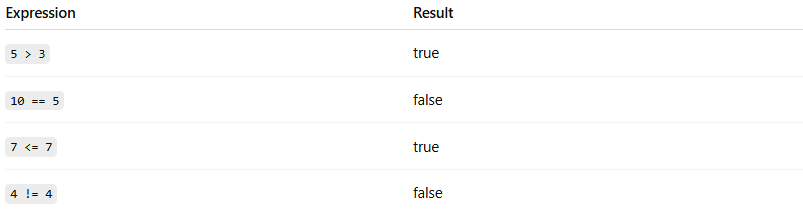 Expression Result
5 > 3 true
10 == 5 false
7 <= 7 true
4 != 4 false